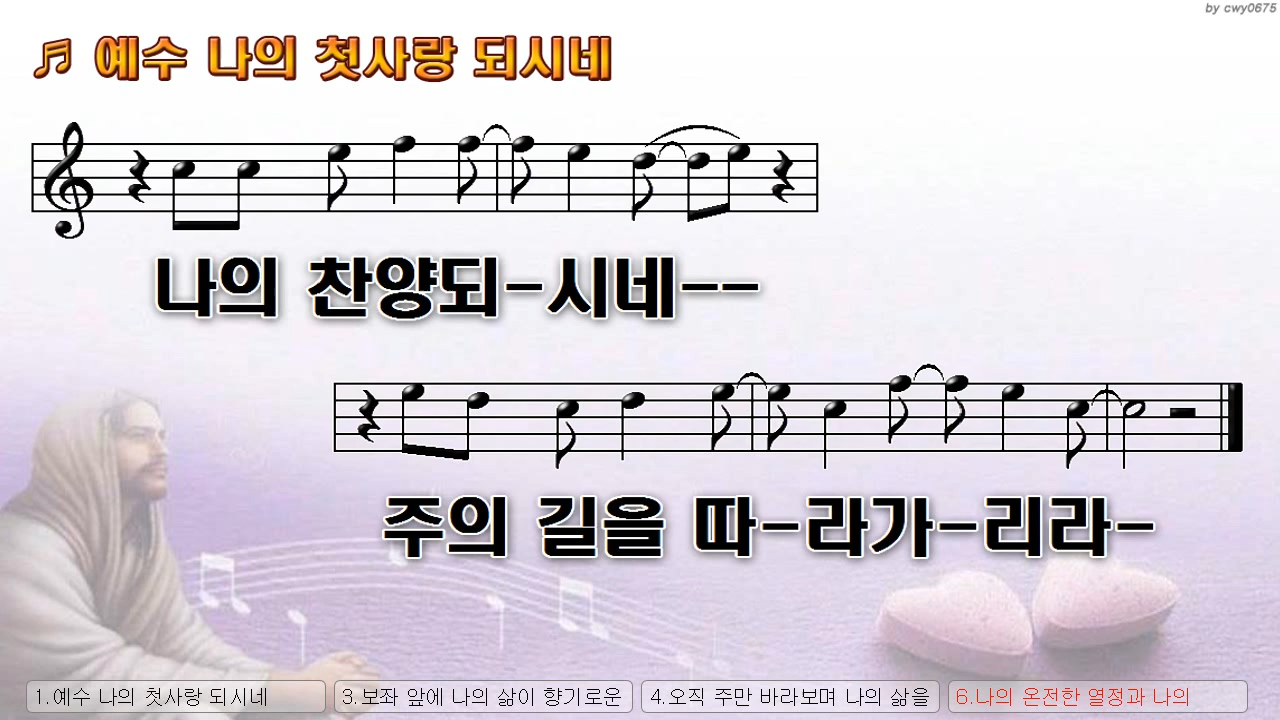 by cwy0675
♬ 예수 나의 첫사랑 되시네
나의 찬양되-시네--
주의 길을 따-라가-리라-
1.예수 나의 첫사랑 되시네
3.보좌 앞에 나의 삶이 향기로운
4.오직 주만 바라보며 나의 삶을
6.나의 온전한 열정과 나의